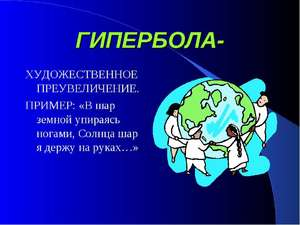 ГИПЕРБОЛА-
ХУДОЖЕСТВЕННОЕ
ПРЕУВЕЛИЧЕНИЕ.
ПРИМЕР: «В шар
земной упираясь
ногами, Солнца шар
я держу на руках…»